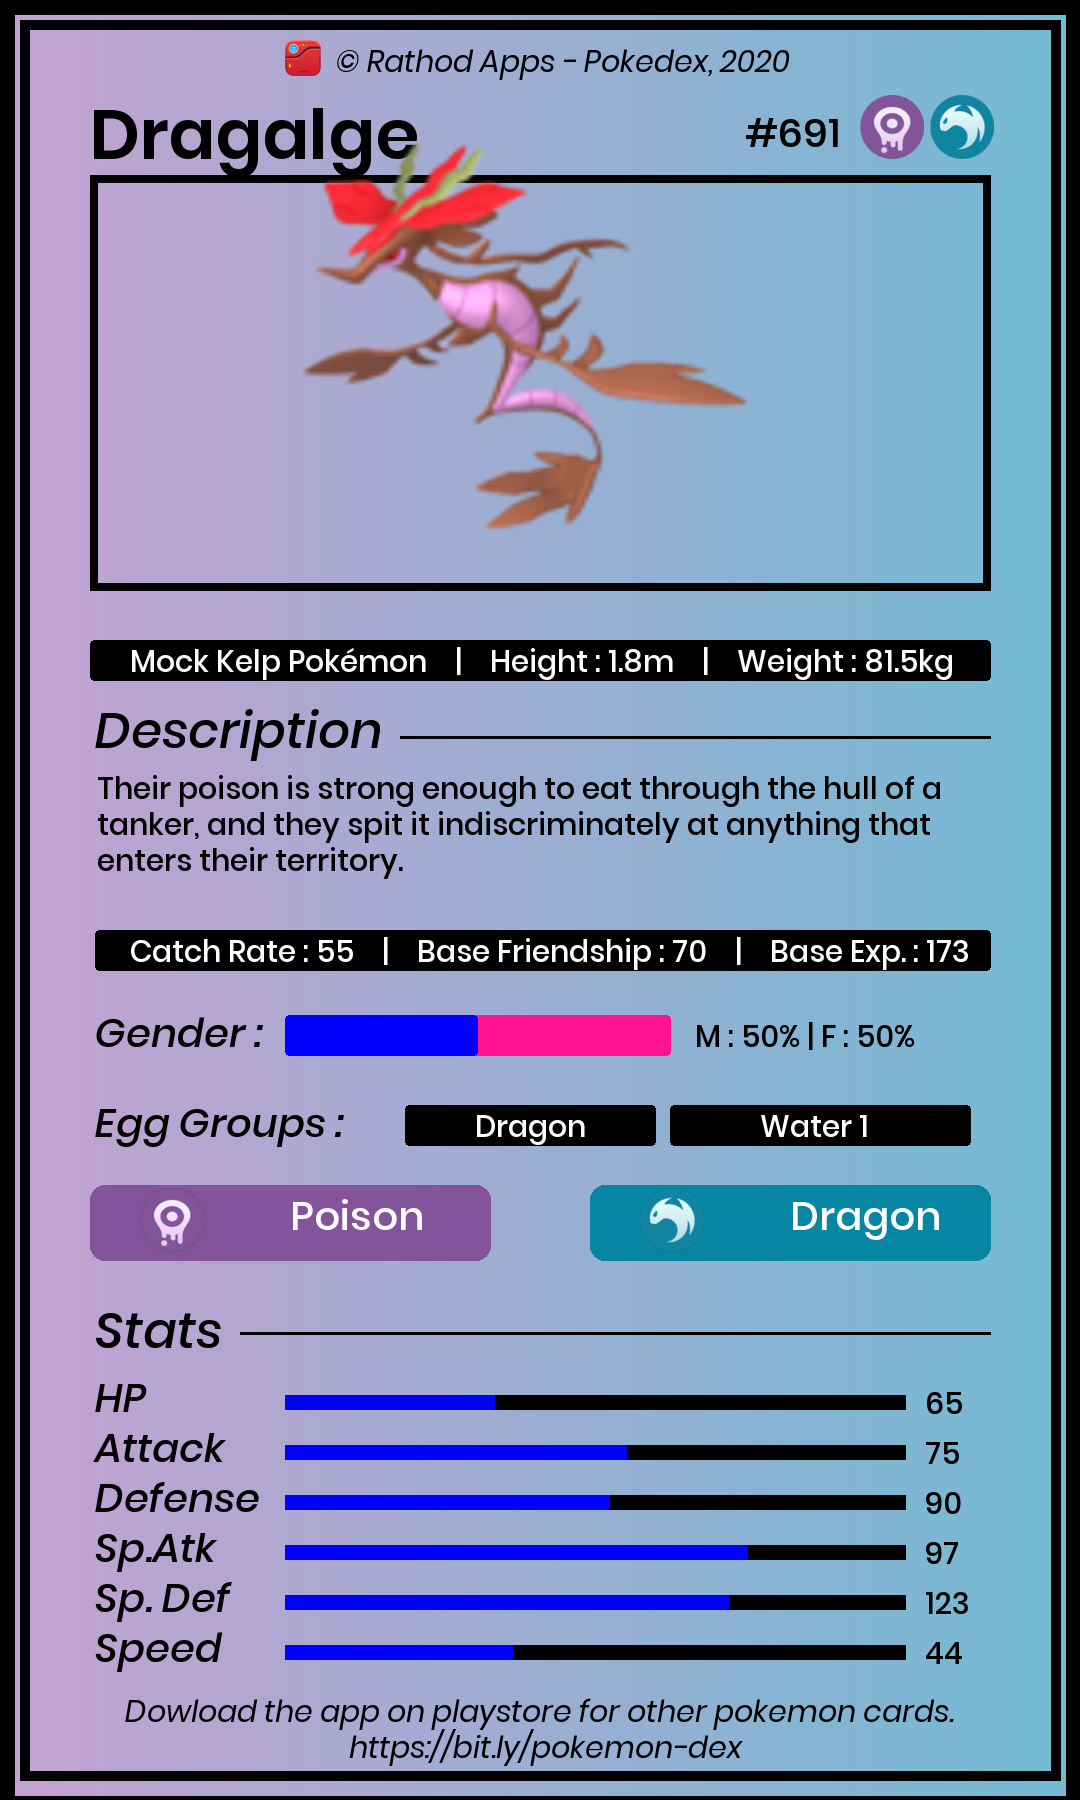 © Rathod Apps - Pokedex, 2020
Dragalge #691
Mock Kelp Pokémon | Height : 1.8m | Weight : 81.5kg
Description
Their poison is strong enough to eat through the hull of a
tanker, and they spit it indiscriminately at anything that
enters their territory.
Catch Rate : 55 | Base Friendship : 70 | Base Exp. : 173
Gender : M : 50% | F : 50%
Egg Groups : Dragon Water 1
Poison Dragon
Stats
HP 65
Attack 75
Defense 90
Sp.Atk 97
Sp. Def 123
Speed 44
Dowload the app on playstore for other pokemon cards.
https://bit.ly/pokemon-dex